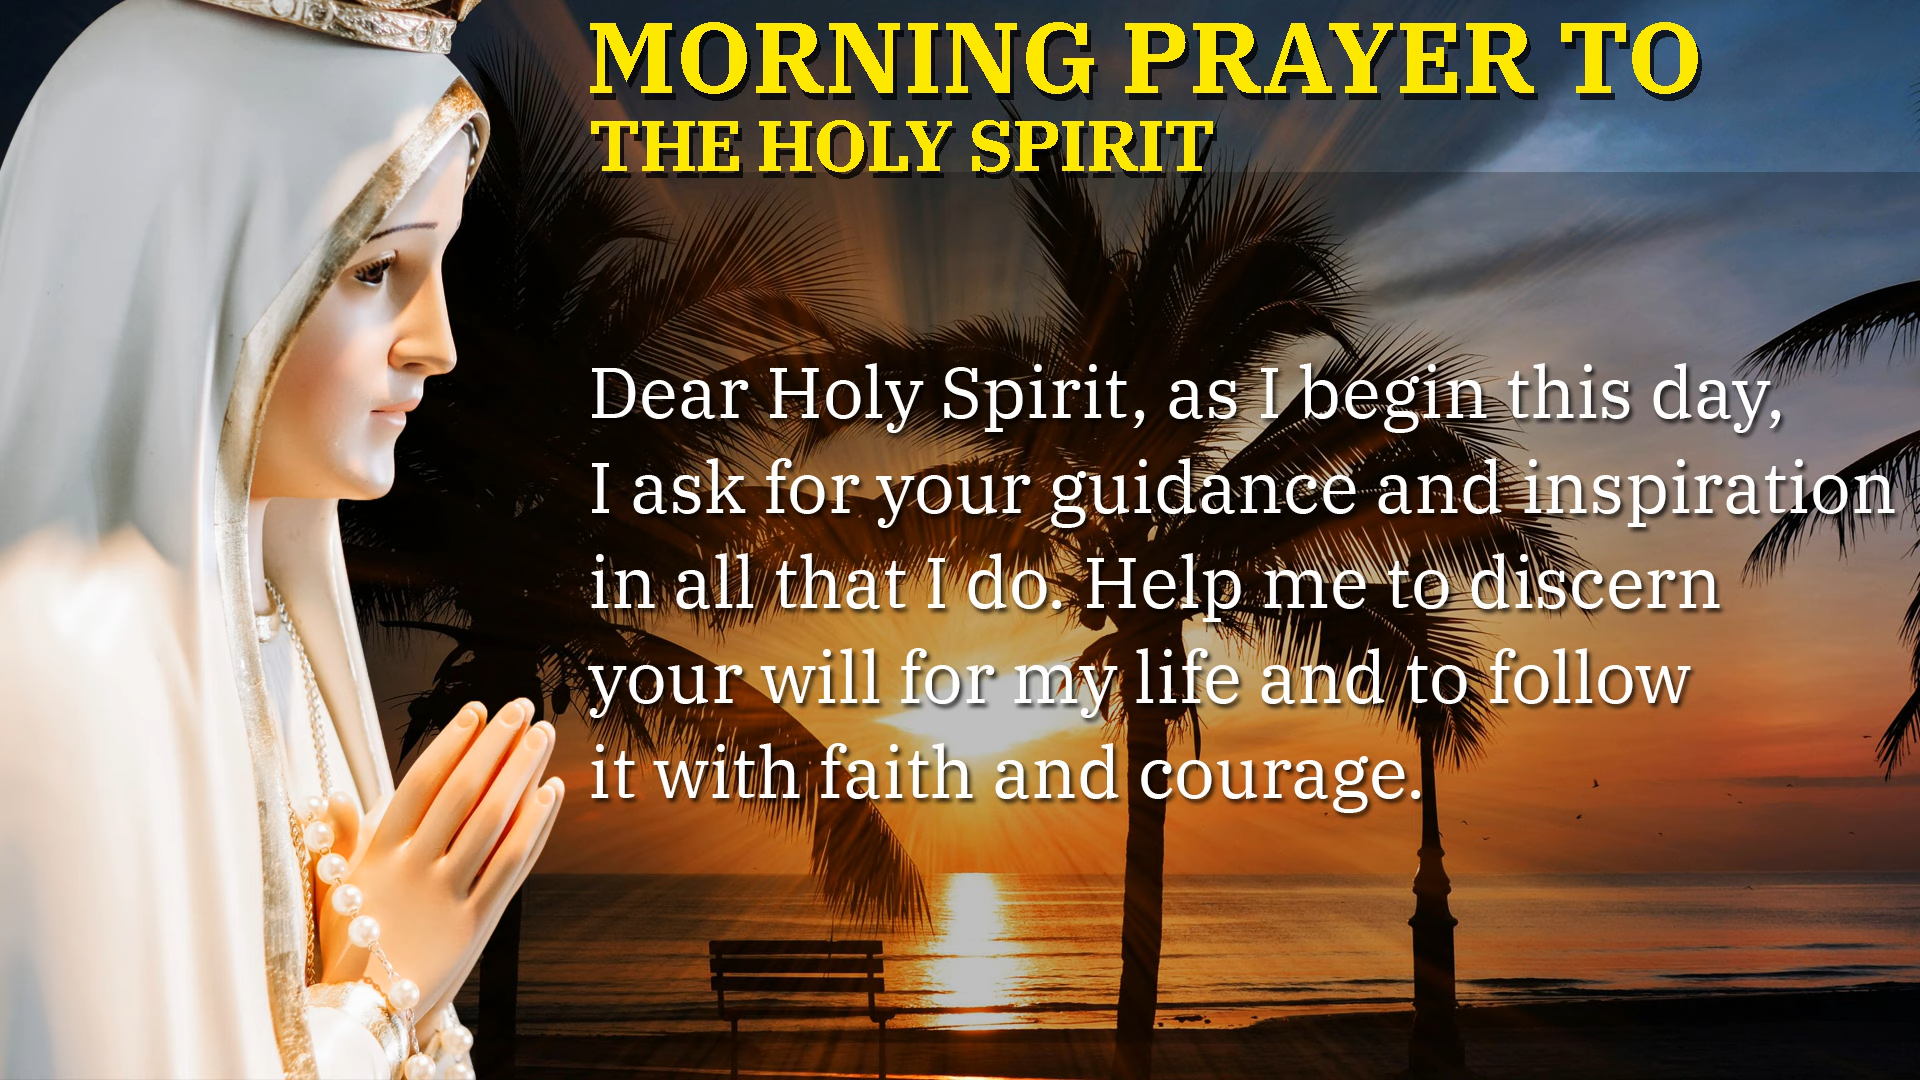 MORNING PRAYER TO
THE HOLY SPIRIT
Dear Holy Spirit, as I begin this day,
I ask for your guidance and inspiration
in all that I do. Help me to discern
your will for my life and to follow
it with faith and courage.